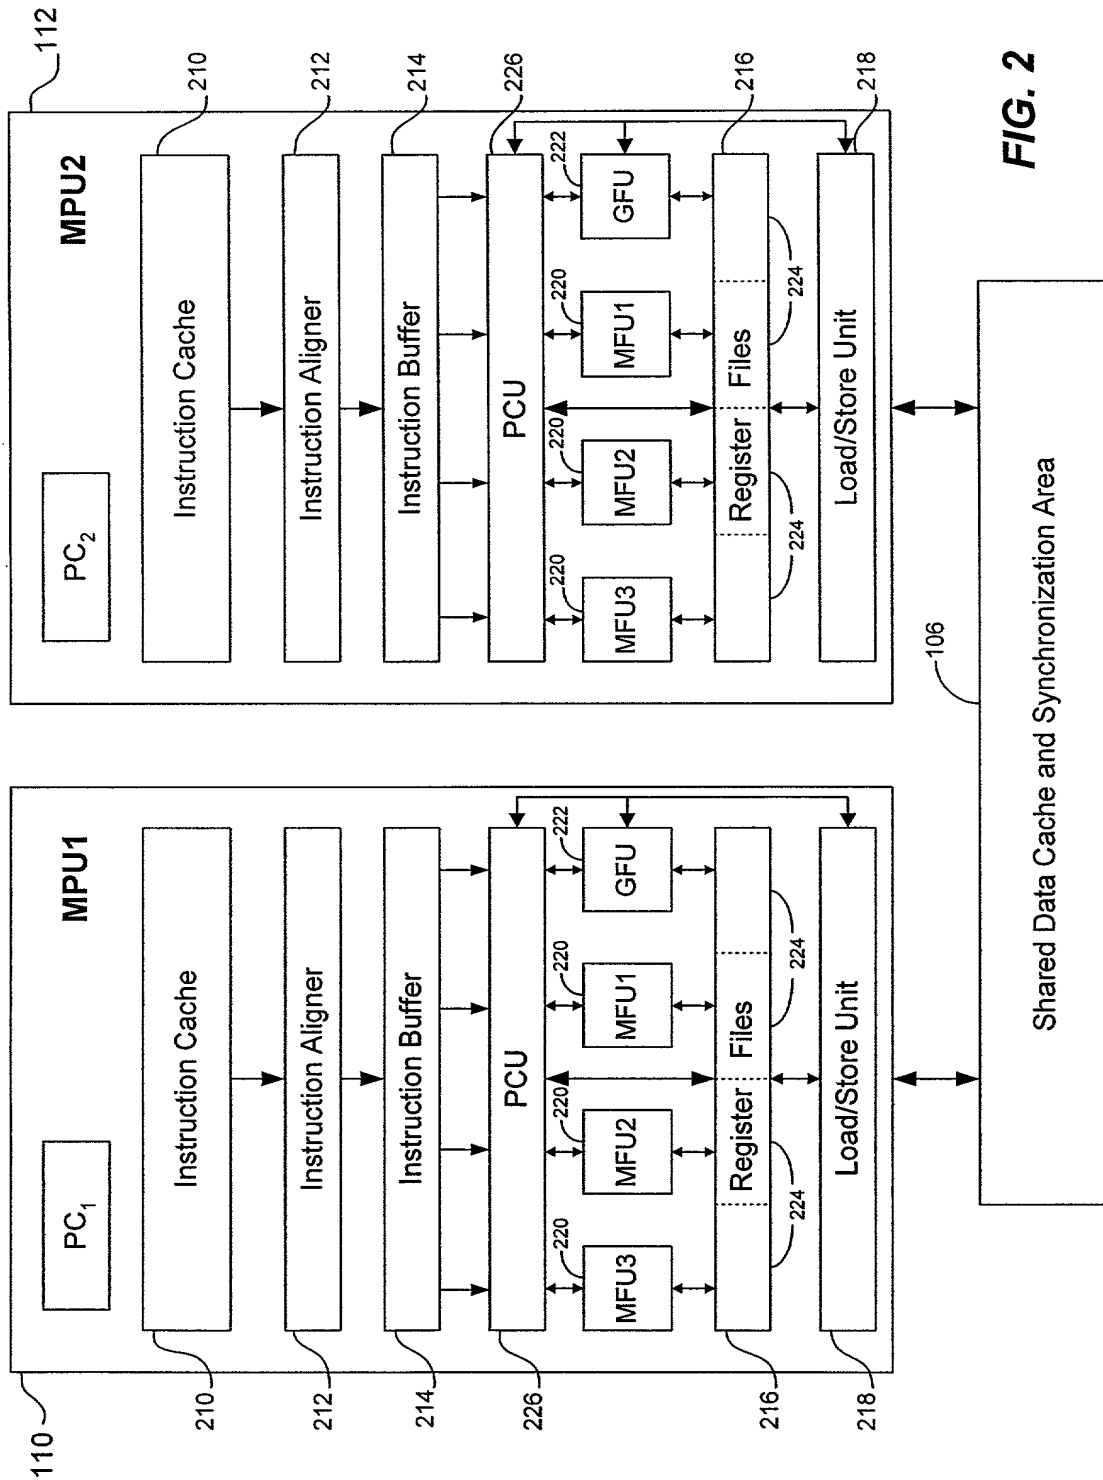 110
MPU1
PC1
Instruction Cache
210
Instruction Aligner
212
Instruction Buffer
214
PCU
226
220
220
220
222
MFU3
MFU2
MFU1
GFU
Register Files
216
224
224
Load/Store Unit
218
112
MPU2
PC2
Instruction Cache
210
Instruction Aligner
212
Instruction Buffer
214
PCU
226
220
220
220
222
MFU3
MFU2
MFU1
GFU
Register Files
216
224
224
Load/Store Unit
218
106
Shared Data Cache and Synchronization Area
FIG. 2